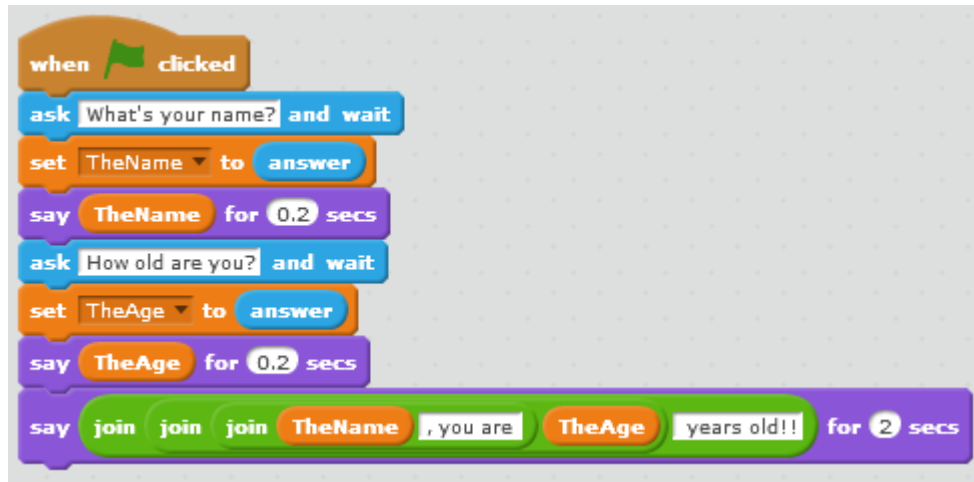 when clicked
ask What's your name? and wait
set TheName to answer
say TheName for 0.2 secs
ask How old are you? and wait
set TheAge to answer
say TheAge for 0.2 secs
say join join join TheName , you are TheAge years old!! for 2 secs